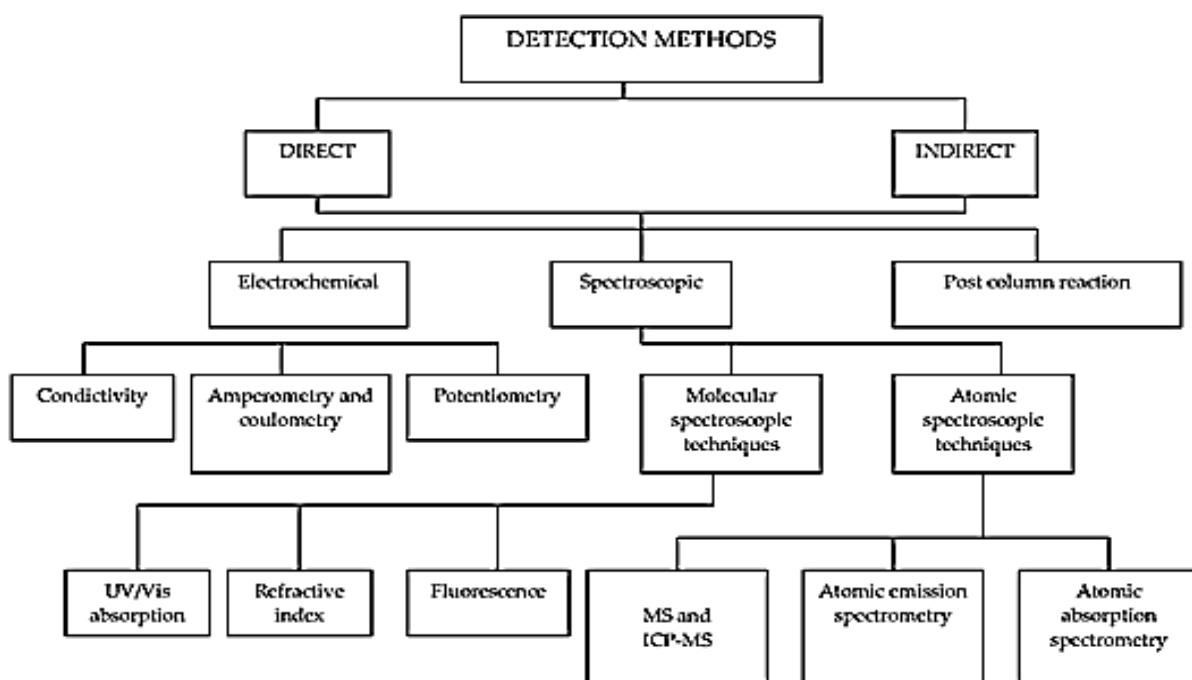 DETECTION METHODS
DIRECT
INDIRECT
Electrochemical
Spectroscopic
Post column reaction
Condictivity
Amperometry and
coulometry
Potentiometry
Molecular
spectroscopic
techniques
Atomic
spectroscopic
techniques
UV/Vis
absorption
Refractive
index
Fluorescence
MS and
ICP-MS
Atomic emission
spectrometry
Atomic
absorption
spectrometry